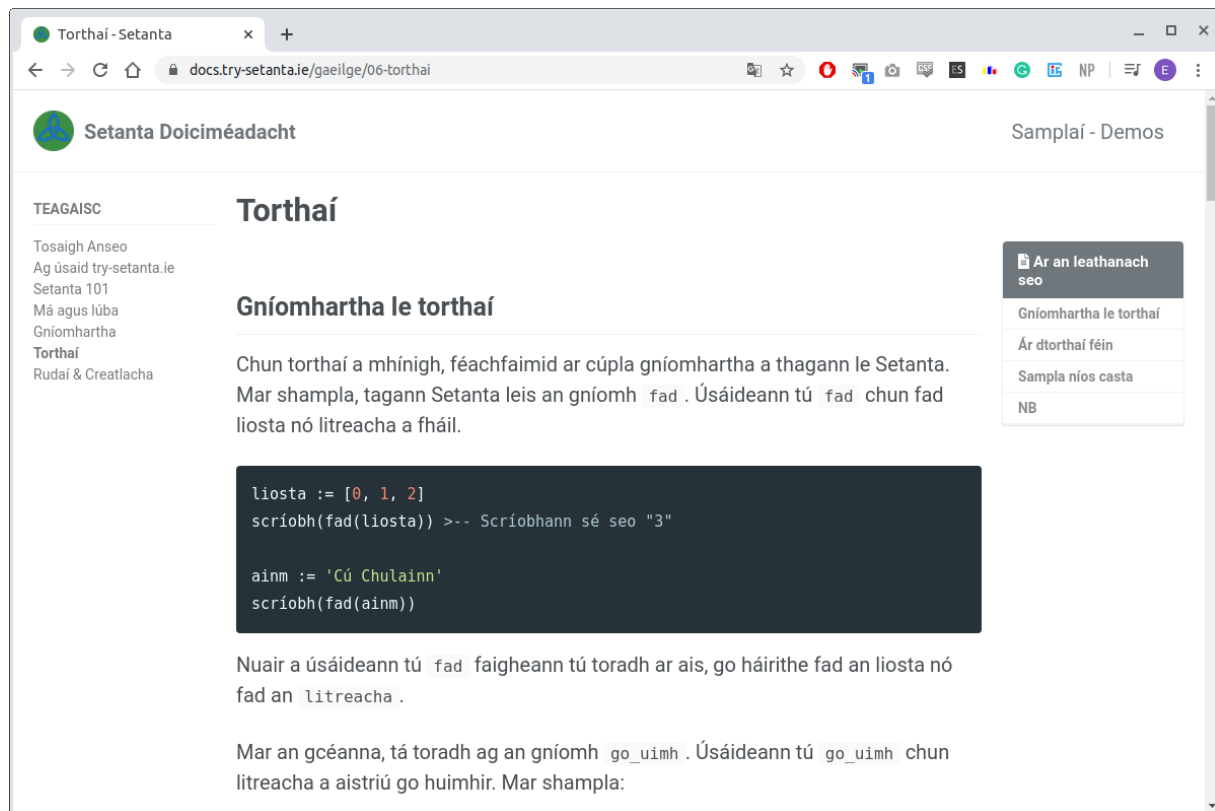 Torthaí - Setanta
docs.try-setanta.ie/gaeilge/06-torthai
1
CSS
ES
NP
E
Setanta Doiciméadacht
Samplaí - Demos
TEAGAISC
Tosaigh Anseo
Ag úsaid try-setanta.ie
Setanta 101
Má agus lúba
Gníomhartha
Torthaí
Rudaí & Creatlacha
Torthaí
Gníomhartha le torthaí
Chun torthaí a mhínigh, féachfaimid ar cúpla gníomhartha a thagann le Setanta.
Mar shampla, tagann Setanta leis an gníomh fad . Úsáideann tú fad chun fad
liosta nó litreacha a fháil.
liosta := [0, 1, 2]
scríobh(fad(liosta)) >-- Scríobhann sé seo "3"
ainm := 'Cú Chulainn'
scríobh(fad(ainm))
Nuair a úsáideann tú fad faigheann tú toradh ar ais, go háirithe fad an liosta nó
fad an litreacha .
Mar an gcéanna, tá toradh ag an gníomh go_uimh . Úsáideann tú go_uimh chun
litreacha a aistriú go huimhir. Mar shampla:
Ar an leathanach
seo
Gníomhartha le torthaí
Ár dtorthaí féin
Sampla níos casta
NB